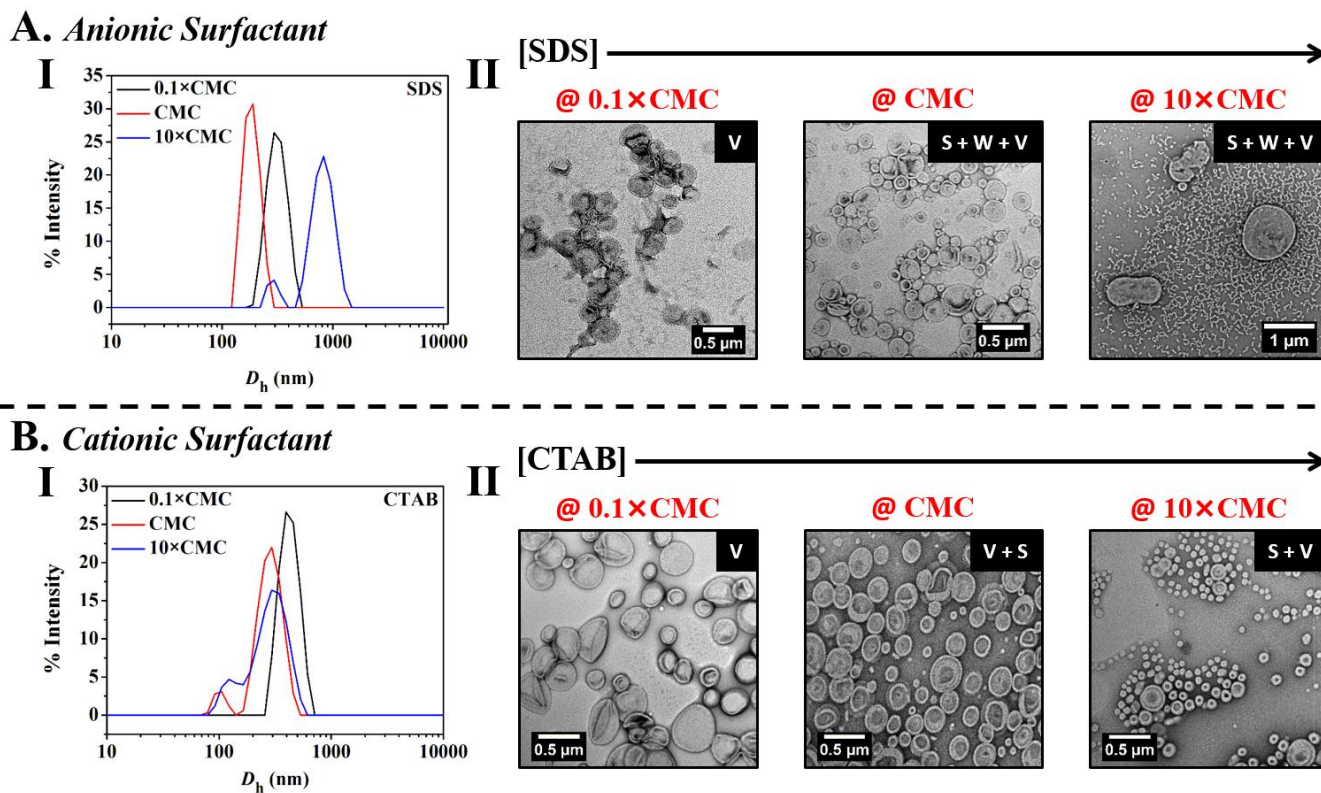 A. Anionic Surfactant
I
35
30
25
20
15
10
5
0
% Intensity
0.1×CMC
CMC
10×CMC
SDS
10 100 1000 10000
Dh (nm)
II
[SDS]
@ 0.1×CMC
@ CMC
@ 10×CMC
V
S + W + V
S + W + V
0.5 µm
0.5 µm
1 µm
B. Cationic Surfactant
I
30
25
20
15
10
5
0
% Intensity
0.1×CMC
CMC
10×CMC
CTAB
10 100 1000 10000
Dh (nm)
II
[CTAB]
@ 0.1×CMC
@ CMC
@ 10×CMC
V
V + S
S + V
0.5 µm
0.5 µm
0.5 µm